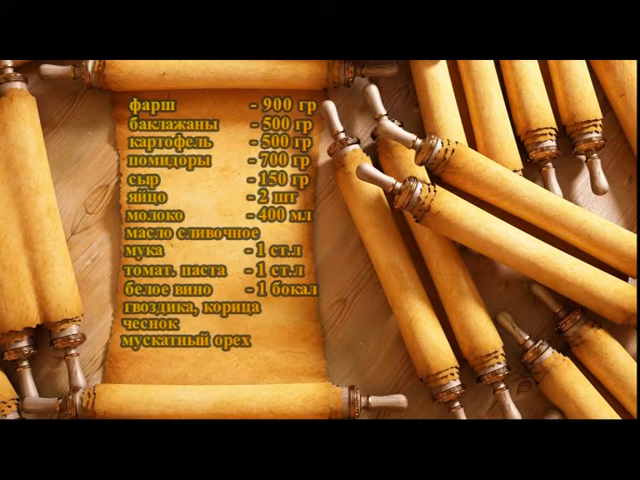 фарш - 900 гр
баклажаны - 500 гр
картофель - 500 гр
помидоры - 700 гр
сыр - 150 гр
яйцо - 2 шт
молоко - 400 мл
масло сливочное
мука - 1 ст.л
томат. паста - 1 ст.л
белое вино - 1 бокал
гвоздика, корица
чеснок
мускатный орех